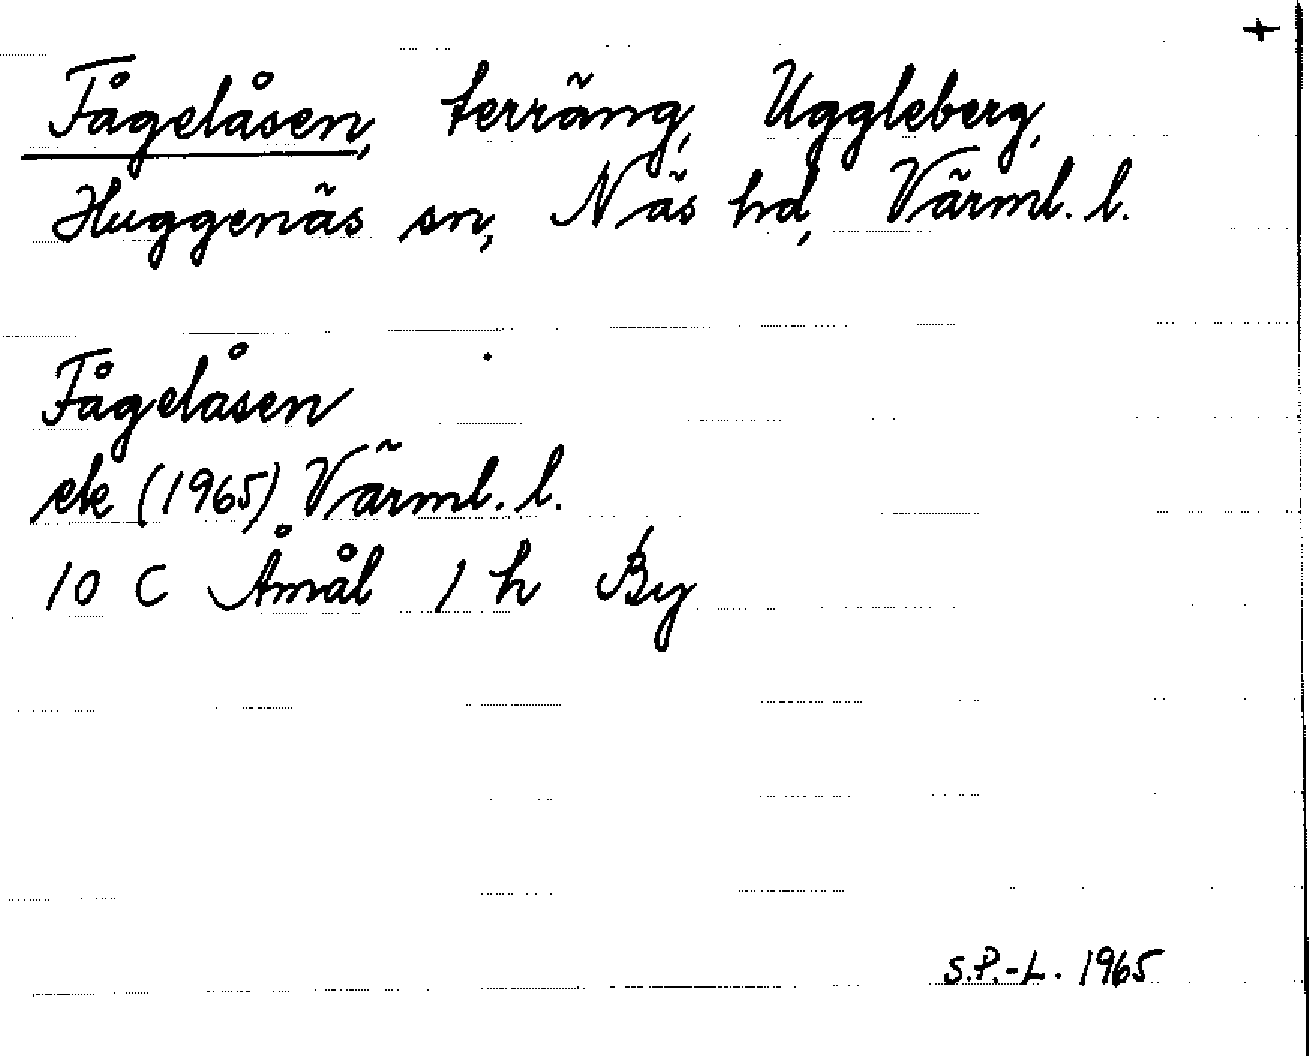 +
Fågelåsen, terräng, Uggleberg,
Huggenäs sn, Näs hd, Värml. l.
Fågelåsen
ek (1965) Värml. l.
10 C Åmål 1 h By
S.P.-L. 1965